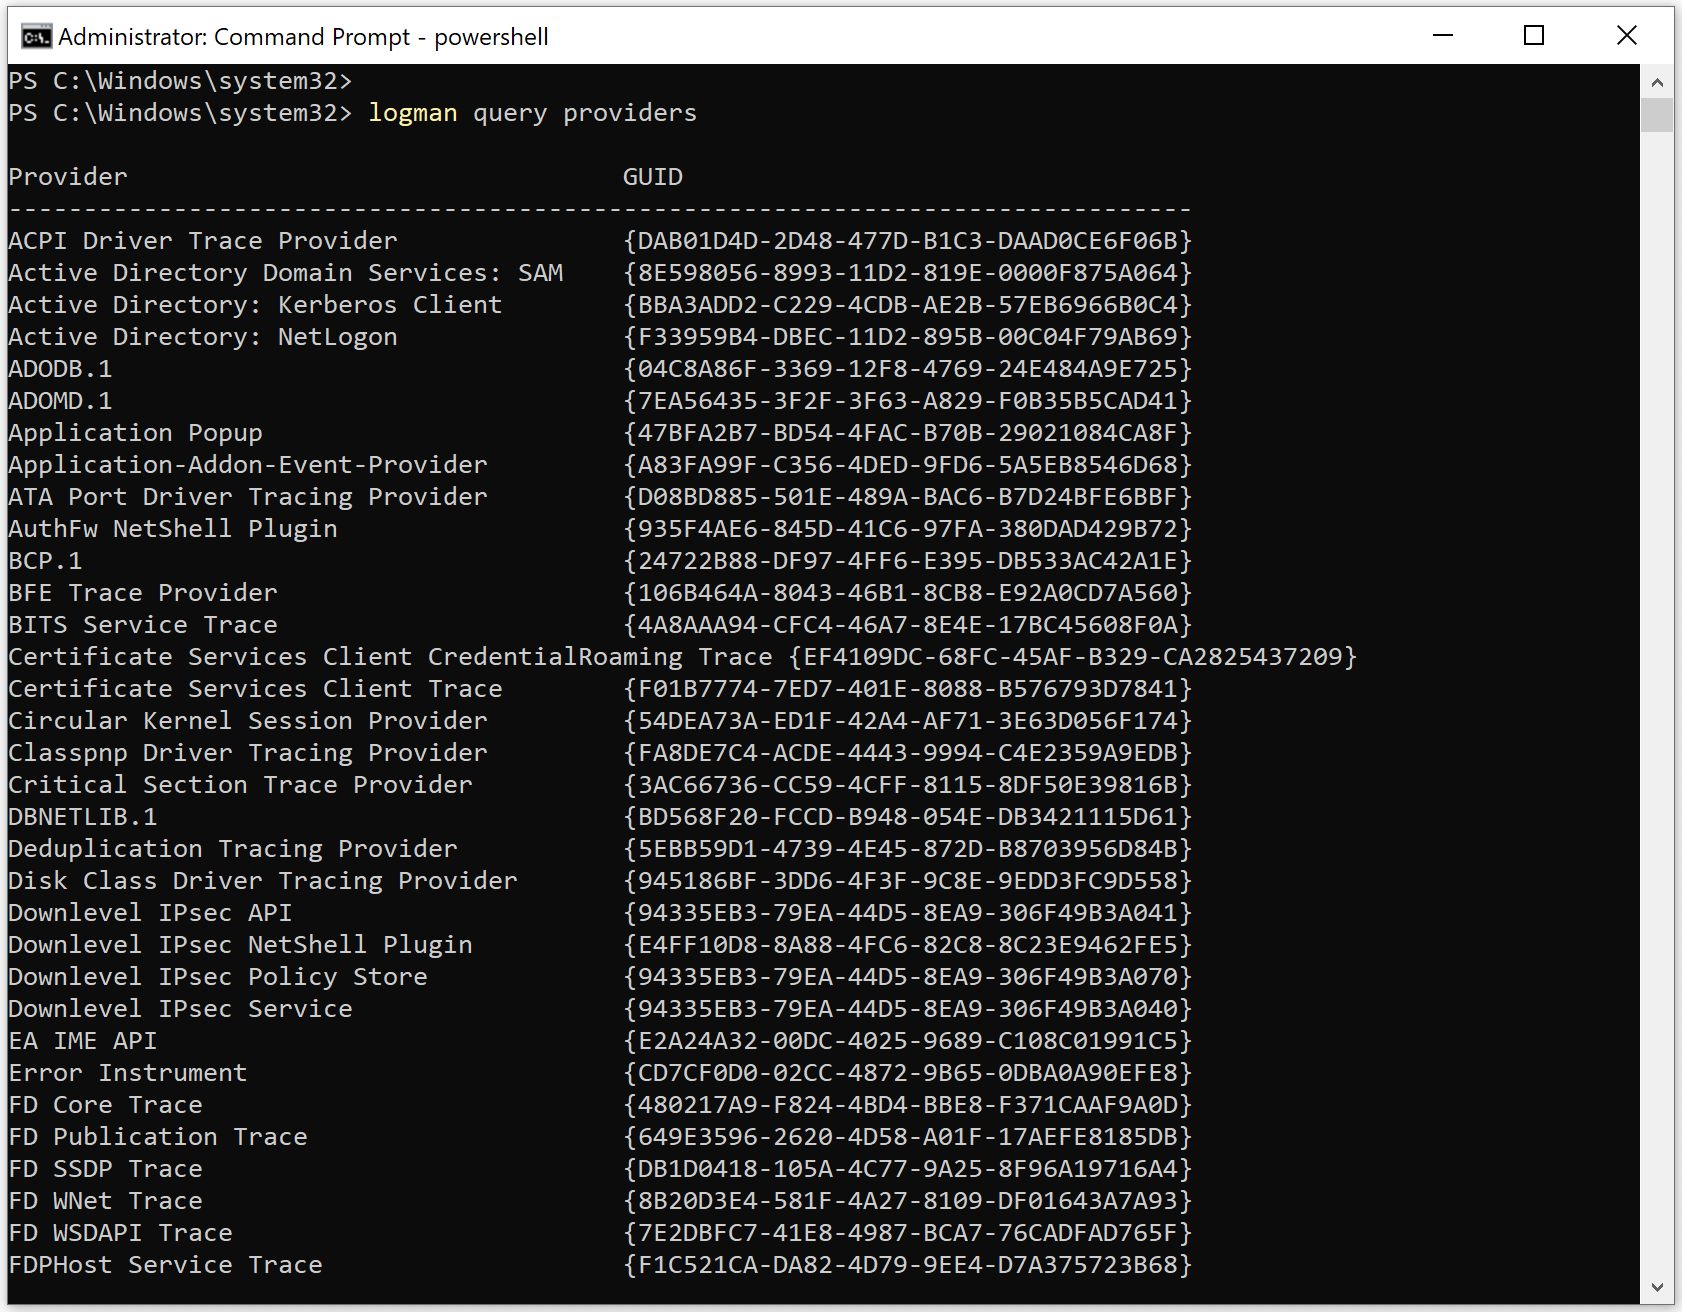 Administrator: Command Prompt - powershell
PS C:\Windows\system32>
PS C:\Windows\system32> logman query providers
Provider                                 GUID
-------------------------------------------------------------------------------
ACPI Driver Trace Provider               {DAB01D4D-2D48-477D-B1C3-DAAD0CE6F06B}
Active Directory Domain Services: SAM    {8E598056-8993-11D2-819E-0000F875A064}
Active Directory: Kerberos Client        {BBA3ADD2-C229-4CDB-AE2B-57EB6966B0C4}
Active Directory: NetLogon               {F33959B4-DBEC-11D2-895B-00C04F79AB69}
ADODB.1                                  {04C8A86F-3369-12F8-4769-24E484A9E725}
ADOMD.1                                  {7EA56435-3F2F-3F63-A829-F0B35B5CAD41}
Application Popup                        {47BFA2B7-BD54-4FAC-B70B-29021084CA8F}
Application-Addon-Event-Provider         {A83FA99F-C356-4DED-9FD6-5A5EB8546D68}
ATA Port Driver Tracing Provider         {D08BD885-501E-489A-BAC6-B7D24BFE6BBF}
AuthFw NetShell Plugin                   {935F4AE6-845D-41C6-97FA-380DAD429B72}
BCP.1                                    {24722B88-DF97-4FF6-E395-DB533AC42A1E}
BFE Trace Provider                       {106B464A-8043-46B1-8CB8-E92A0CD7A560}
BITS Service Trace                       {4A8AAA94-CFC4-46A7-8E4E-17BC45608F0A}
Certificate Services Client CredentialRoaming Trace {EF4109DC-68FC-45AF-B329-CA2825437209}
Certificate Services Client Trace        {F01B7774-7ED7-401E-8088-B576793D7841}
Circular Kernel Session Provider         {54DEA73A-ED1F-42A4-AF71-3E63D056F174}
Classpnp Driver Tracing Provider         {FA8DE7C4-ACDE-4443-9994-C4E2359A9EDB}
Critical Section Trace Provider          {3AC66736-CC59-4CFF-8115-8DF50E39816B}
DBNETLIB.1                               {BD568F20-FCCD-B948-054E-DB3421115D61}
Deduplication Tracing Provider           {5EBB59D1-4739-4E45-872D-B8703956D84B}
Disk Class Driver Tracing Provider       {945186BF-3DD6-4F3F-9C8E-9EDD3FC9D558}
Downlevel IPsec API                      {94335EB3-79EA-44D5-8EA9-306F49B3A041}
Downlevel IPsec NetShell Plugin          {E4FF10D8-8A88-4FC6-82C8-8C23E9462FE5}
Downlevel IPsec Policy Store             {94335EB3-79EA-44D5-8EA9-306F49B3A070}
Downlevel IPsec Service                  {94335EB3-79EA-44D5-8EA9-306F49B3A040}
EA IME API                               {E2A24A32-00DC-4025-9689-C108C01991C5}
Error Instrument                         {CD7CF0D0-02CC-4872-9B65-0DBA0A90EFE8}
FD Core Trace                            {480217A9-F824-4BD4-BBE8-F371CAAF9A0D}
FD Publication Trace                     {649E3596-2620-4D58-A01F-17AEFE8185DB}
FD SSDP Trace                            {DB1D0418-105A-4C77-9A25-8F96A19716A4}
FD WNet Trace                            {8B20D3E4-581F-4A27-8109-DF01643A7A93}
FD WSDAPI Trace                          {7E2DBFC7-41E8-4987-BCA7-76CADFAD765F}
FDPHost Service Trace                    {F1C521CA-DA82-4D79-9EE4-D7A375723B68}